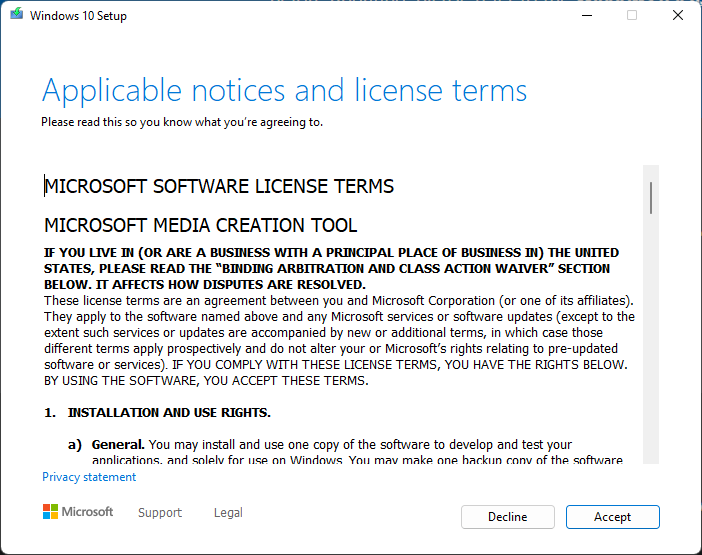 Windows 10 Setup
Applicable notices and license terms
Please read this so you know what you're agreeing to.
MICROSOFT SOFTWARE LICENSE TERMS
MICROSOFT MEDIA CREATION TOOL
IF YOU LIVE IN (OR ARE A BUSINESS WITH A PRINCIPAL PLACE OF BUSINESS IN) THE UNITED
STATES, PLEASE READ THE “BINDING ARBITRATION AND CLASS ACTION WAIVER” SECTION
BELOW. IT AFFECTS HOW DISPUTES ARE RESOLVED.
These license terms are an agreement between you and Microsoft Corporation (or one of its affiliates).
They apply to the software named above and any Microsoft services or software updates (except to the
extent such services or updates are accompanied by new or additional terms, in which case those
different terms apply prospectively and do not alter your or Microsoft’s rights relating to pre-updated
software or services). IF YOU COMPLY WITH THESE LICENSE TERMS, YOU HAVE THE RIGHTS BELOW.
BY USING THE SOFTWARE, YOU ACCEPT THESE TERMS.
1. INSTALLATION AND USE RIGHTS.
a) General. You may install and use one copy of the software to develop and test your
applications, and solely for use on Windows. You may make one backup copy of the software
Privacy statement
Microsoft Support Legal
Decline Accept